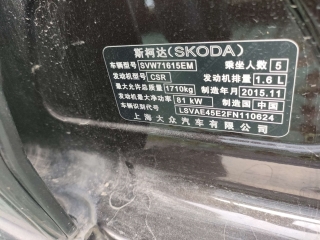 斯柯达(SKODA)
车辆型号 SVW71615EM 乘坐人数 5
发动机型号 CSR 发动机排量 1.6 L
最大允许总质量 1710kg 制造年月 2015.11
发动机最大净功率 81 kW 制造国 中国
车辆识别代号 LSVAE45E2FN110624
上海大众汽车有限公司